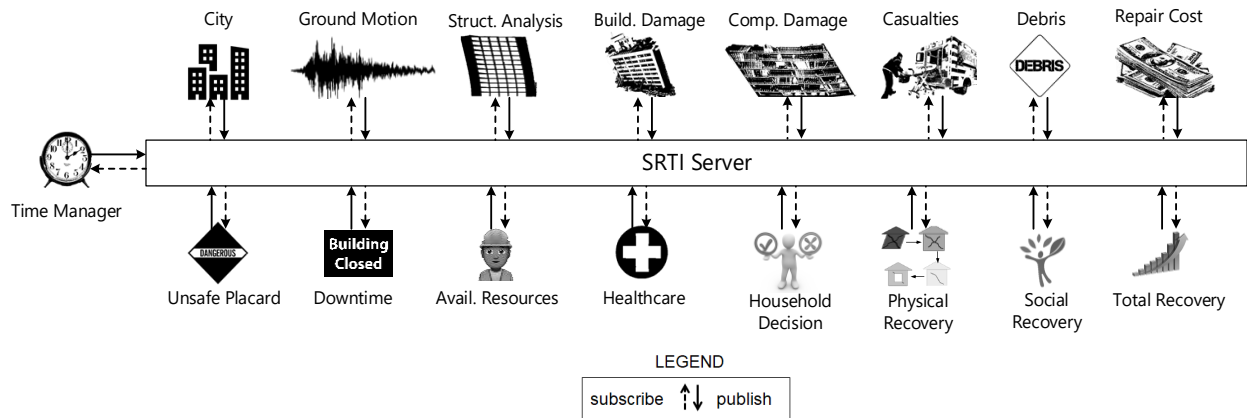 City
Ground Motion
Struct. Analysis
Build. Damage
Comp. Damage
Casualties
Debris
Repair Cost
DEBRIS
SRTI Server
Time Manager
DANGEROUS
Building
Closed
Unsafe Placard
Downtime
Avail. Resources
Healthcare
Household
Decision
Physical
Recovery
Social
Recovery
Total Recovery
LEGEND
subscribe
publish